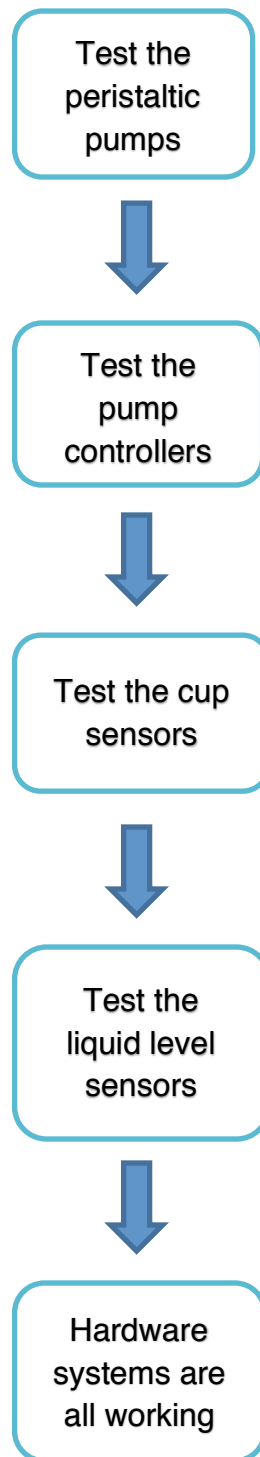 Test the
peristaltic
pumps
Test the
pump
controllers
Test the cup
sensors
Test the
liquid level
sensors
Hardware
systems are
all working